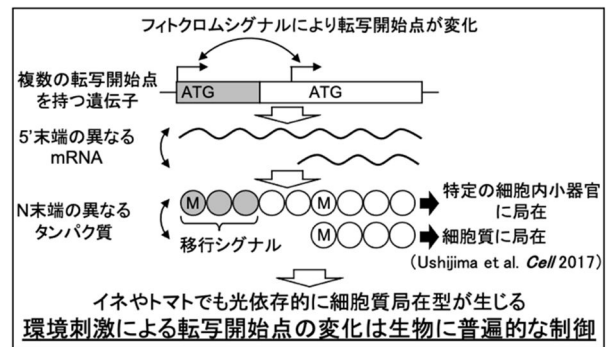 フィトクロムシグナルにより転写開始点が変化
複数の転写開始点
を持つ遺伝子
ATG
ATG
5'末端の異なる
mRNA
N末端の異なる
タンパク質
M
M
移行シグナル
特定の細胞内小器官
に局在
M
細胞質に局在
(Ushijima et al. Cell 2017)
イネやトマトでも光依存的に細胞質局在型が生じる
環境刺激による転写開始点の変化は生物に普遍的な制御